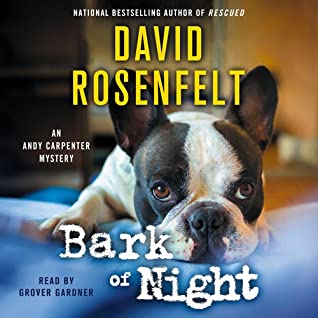 NATIONAL BESTSELLING AUTHOR OF RESCUED
DAVID
ROSENFELT
AN
ANDY CARPENTER
MYSTERY
Bark
of Night
READ BY
GROVER GARDNER